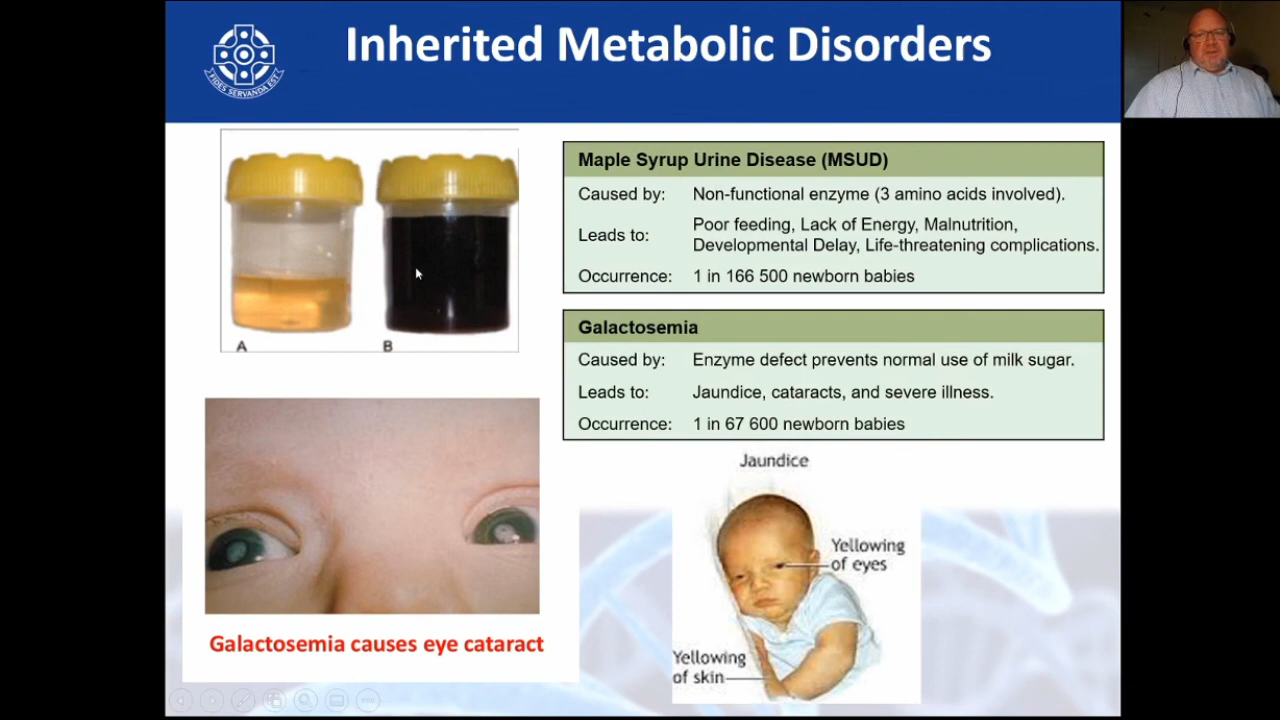 Inherited Metabolic Disorders
FIDES SERVANDA EST
A
B
Maple Syrup Urine Disease (MSUD)
Caused by: Non-functional enzyme (3 amino acids involved).
Leads to: Poor feeding, Lack of Energy, Malnutrition,
Developmental Delay, Life-threatening complications.
Occurrence: 1 in 166 500 newborn babies
Galactosemia
Caused by: Enzyme defect prevents normal use of milk sugar.
Leads to: Jaundice, cataracts, and severe illness.
Occurrence: 1 in 67 600 newborn babies
Galactosemia causes eye cataract
Jaundice
Yellowing
of eyes
Yellowing
of skin